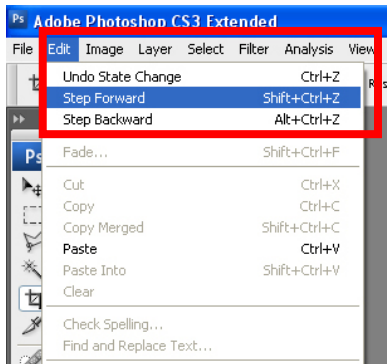 Ps Adobe Photoshop CS3 Extended
File Edit Image Layer Select Filter Analysis View
Undo State Change Ctrl+Z
Step Forward Shift+Ctrl+Z
Step Backward Alt+Ctrl+Z
Ps
Fade... Shift+Ctrl+F
Cut Ctrl+X
Copy Ctrl+C
Copy Merged Shift+Ctrl+C
Paste Ctrl+V
Paste Into Shift+Ctrl+V
Clear
Check Spelling...
Find and Replace Text...